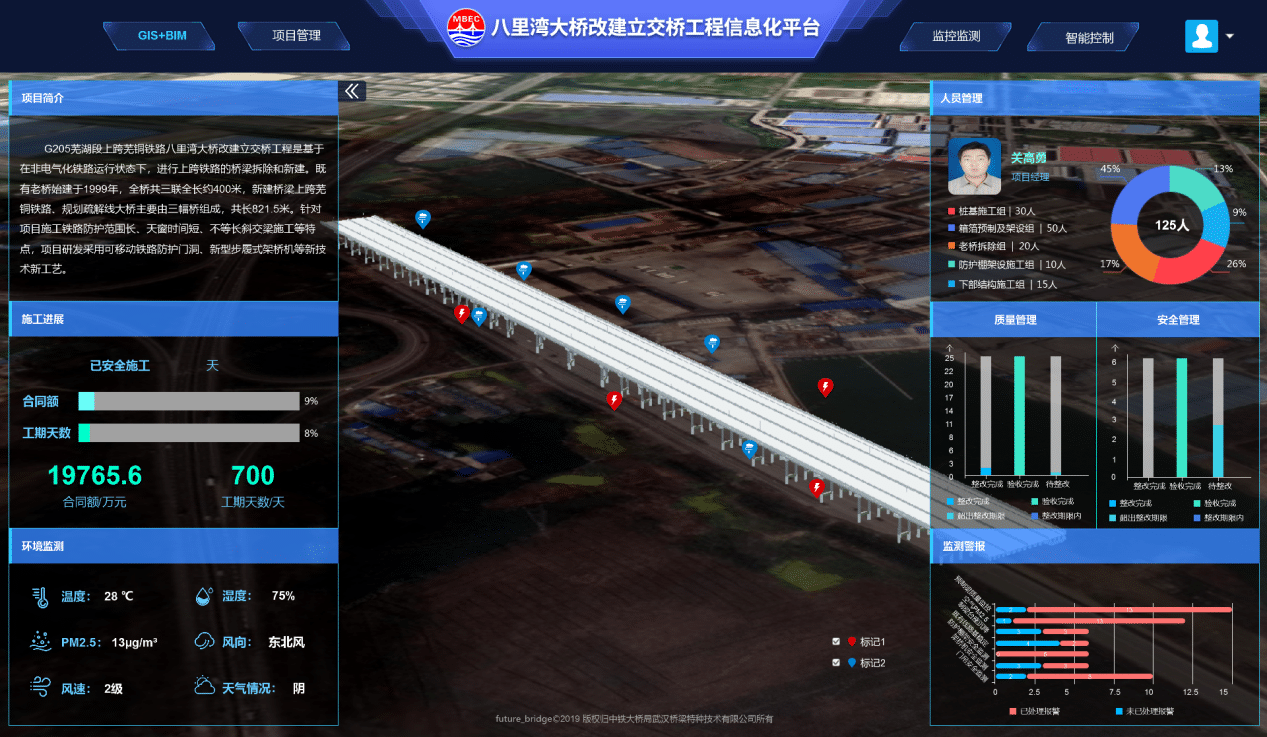 GIS+BIM
项目管理
MBEC
八里湾大桥改建立交桥工程信息化平台
监控监测
智能控制
项目简介
G205芜湖段上跨芜铜铁路八里湾大桥改建立交桥工程是基于
在非电气化铁路运行状态下，进行上跨铁路的桥梁拆除和新建。既
有老桥始建于1999年，全桥共三联全长约400米，新建桥梁上跨芜
铜铁路、规划疏解线大桥主要由三幅桥组成，共长821.5米。针对
项目施工铁路防护范围长、天窗时间短、不等长斜交梁施工等特
点，项目研发采用可移动铁路防护门洞、新型步履式架桥机等新技
术新工艺。
施工进展
已安全施工 天
合同额 9%
工期天数 8%
19765.6 700
合同额/万元 工期天数/天
环境监测
温度： 28 ℃ 湿度： 75%
PM2.5： 13μg/m³ 风向： 东北风
风速： 2级 天气情况： 阴
标记1
标记2
future_bridge©2019 版权归中铁大桥局武汉桥梁特种技术有限公司所有
人员管理
关高勇
项目经理
桩基施工组 | 30人
箱箔预制及架设组 | 50人
老桥拆除组 | 20人
防护棚架设施工组 | 10人
下部结构施工组 | 15人
45% 13%
9%
125人
17% 26%
质量管理
个
25
22
20
17
14
11
8
6
3
0
整改完成 验收完成 待整改
整改完成 验收完成
超出整改期限 整改期限内
安全管理
个
6
5
4
3
2
1
0
整改完成 验收完成 待整改
整改完成 验收完成
超出整改期限 整改期限内
监测警报
2 13
1
3 3
4
6
3 3
2 8
0 2.5 5 7.5 10 12.5 15
已处理报警 未已处理报警